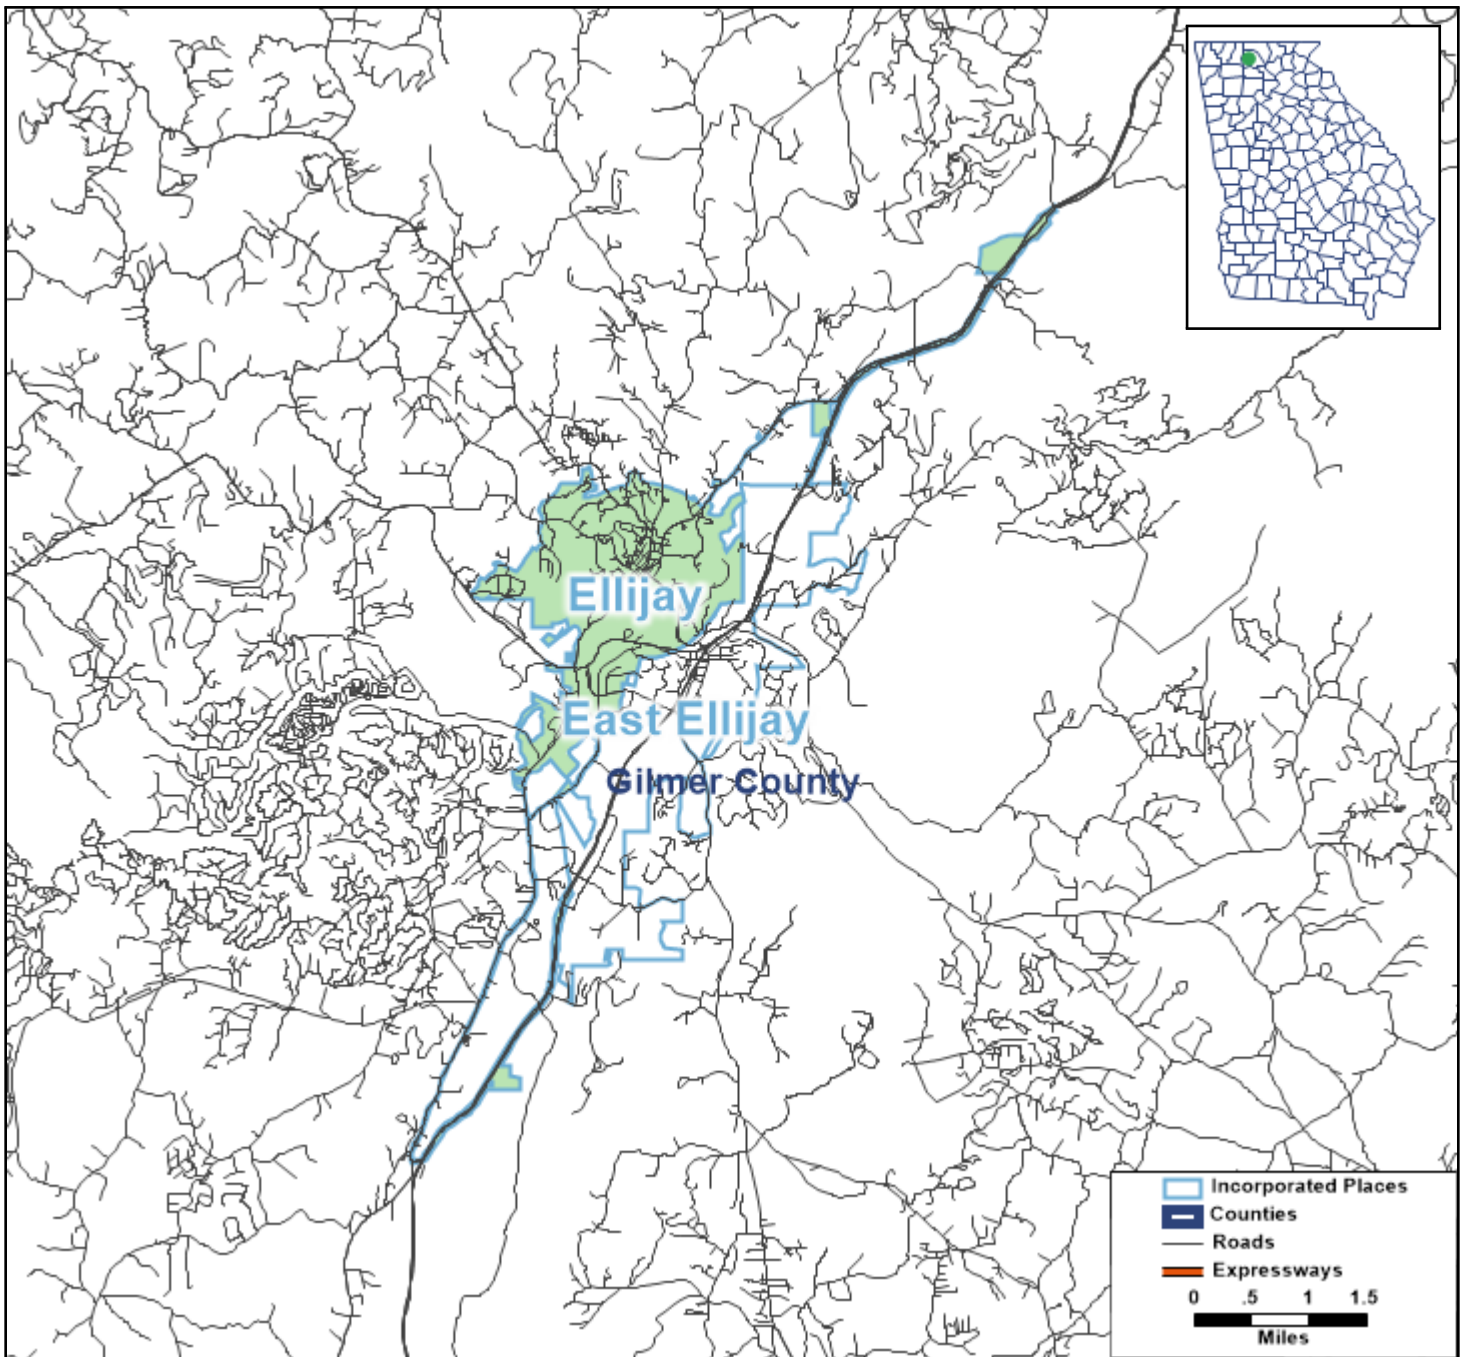 Ellijay
East Ellijay
Gilmer County
Incorporated Places
Counties
Roads
Expressways
0 .5 1 1.5
Miles